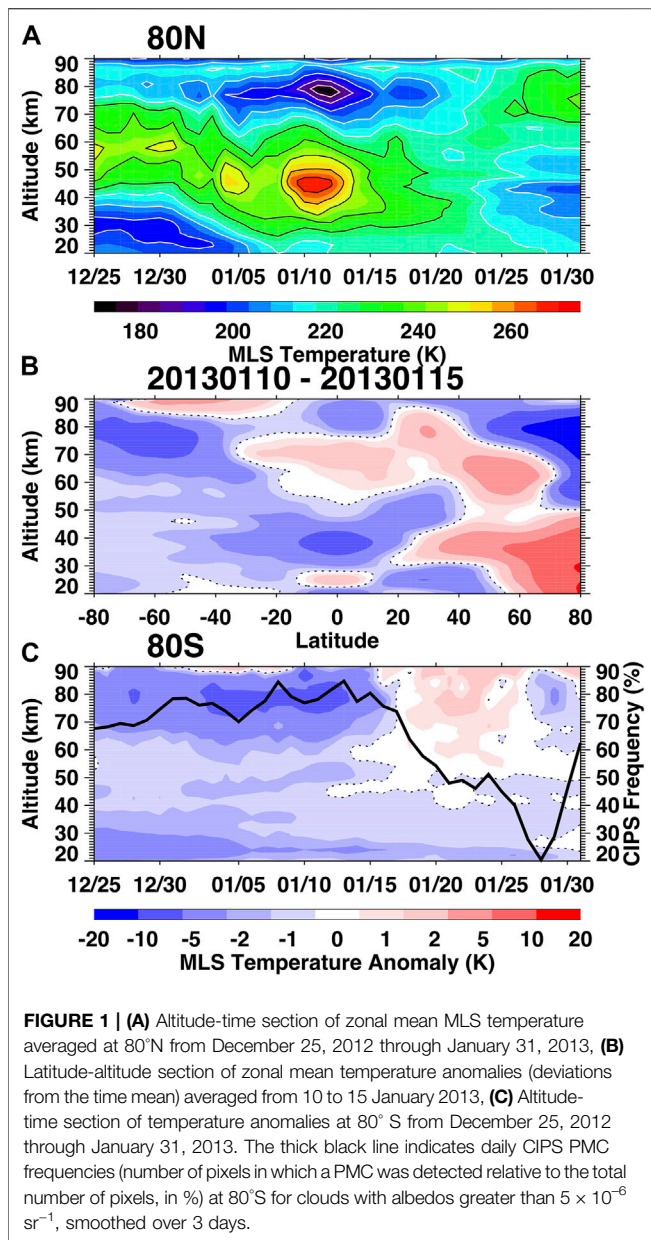 A
80N
Altitude (km)
90
80
70
60
50
40
30
20
12/25 12/30 01/05 01/10 01/15 01/20 01/25 01/30
180 200 220 240 260
MLS Temperature (K)
B
20130110 - 20130115
Altitude (km)
90
80
70
60
50
40
30
20
-80 -60 -40 -20 0 20 40 60 80
Latitude
C
80S
Altitude (km)
90
80
70
60
50
40
30
20
90
80
70
60
50
40
30
20
CIPS Frequency (%)
12/25 12/30 01/05 01/10 01/15 01/20 01/25 01/30
-20 -10 -5 -2 -1 0 1 2 5 10 20
MLS Temperature Anomaly (K)
FIGURE 1 | (A) Altitude-time section of zonal mean MLS temperature
averaged at 80°N from December 25, 2012 through January 31, 2013, (B)
Latitude-altitude section of zonal mean temperature anomalies (deviations
from the time mean) averaged from 10 to 15 January 2013, (C) Altitude-
time section of temperature anomalies at 80° S from December 25, 2012
through January 31, 2013. The thick black line indicates daily CIPS PMC
frequencies (number of pixels in which a PMC was detected relative to the total
number of pixels, in %) at 80°S for clouds with albedos greater than 5 × 10⁻⁶
sr⁻¹, smoothed over 3 days.